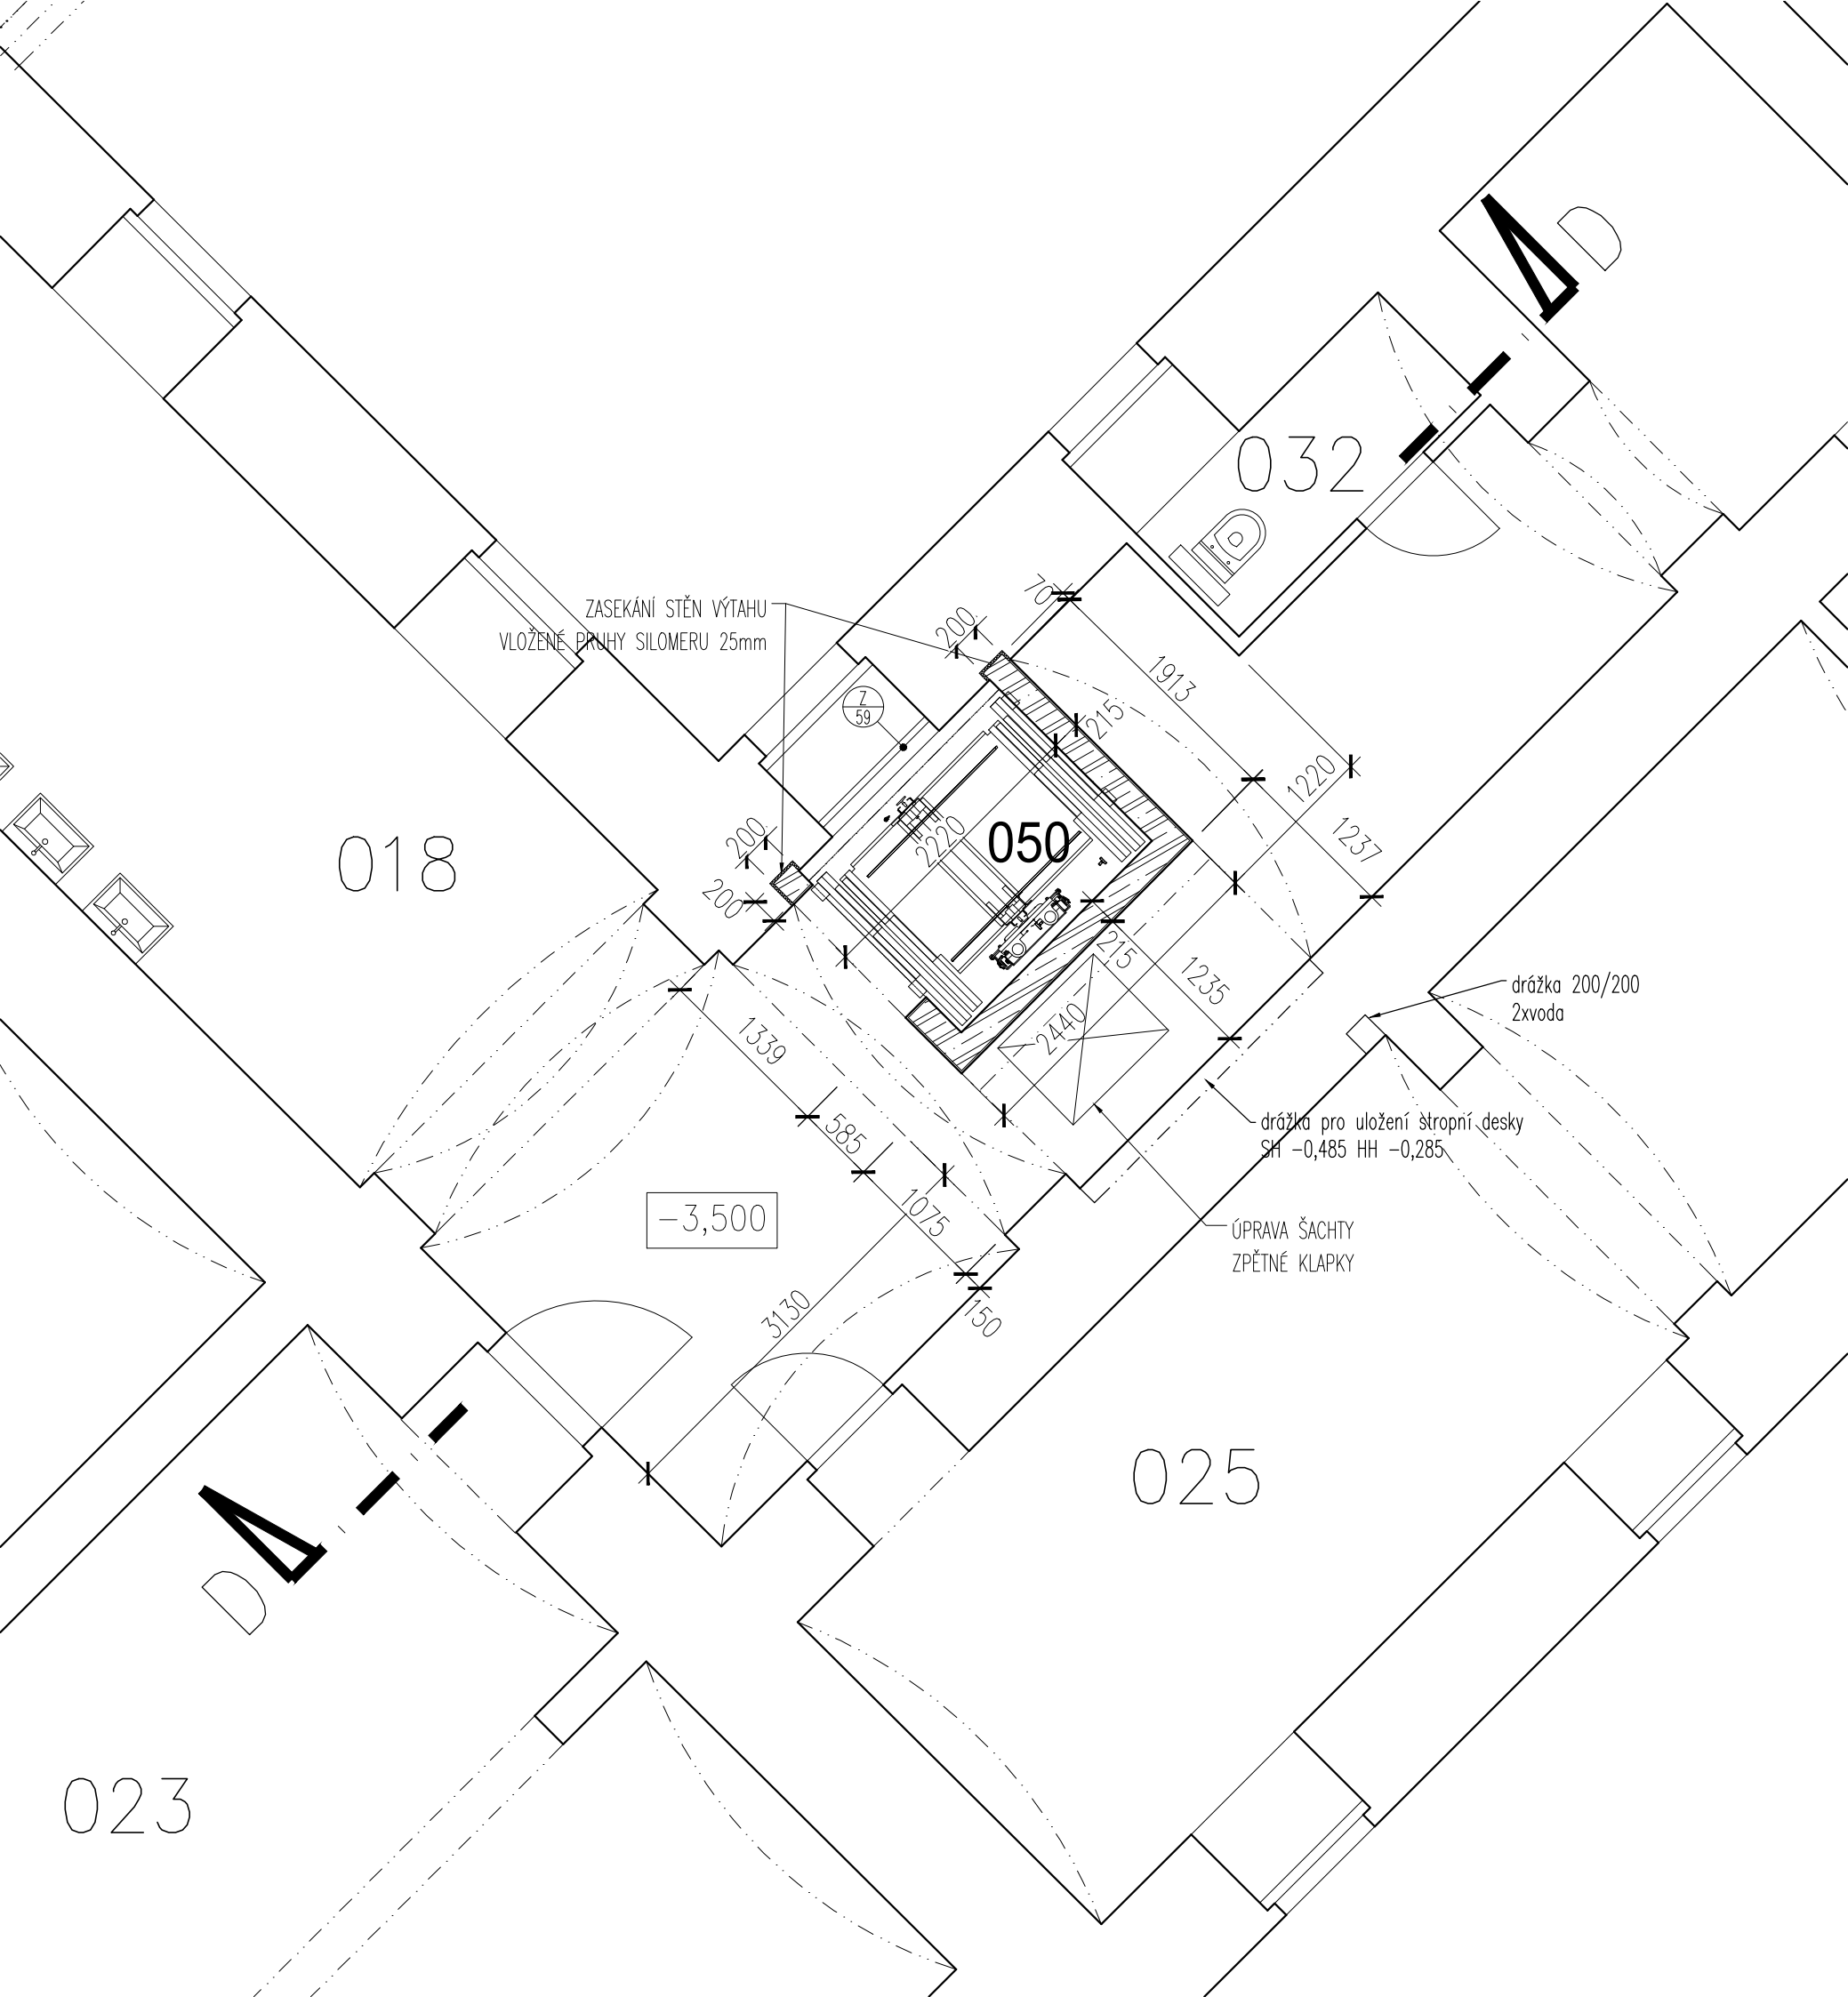 D
032
70
ZASEKÁNÍ STĚN VÝTAHU
VLOŽENÉ PRUHY SILOMERU 25mm
200
1913
Z
59
215
1220
200
2220
050
1237
018
200
215
1235
drážka 200/200
2xvoda
2440
1339
585
drážka pro uložení stropní desky
SH -0,485 HH -0,285
1075
-3,500
ÚPRAVA ŠACHTY
ZPĚTNÉ KLAPKY
3130
150
025
D
023